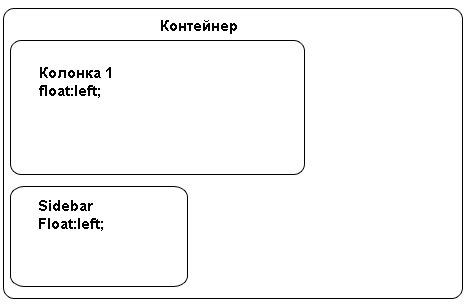 Контейнер
Колонка 1
float:left;
Sidebar
Float:left;